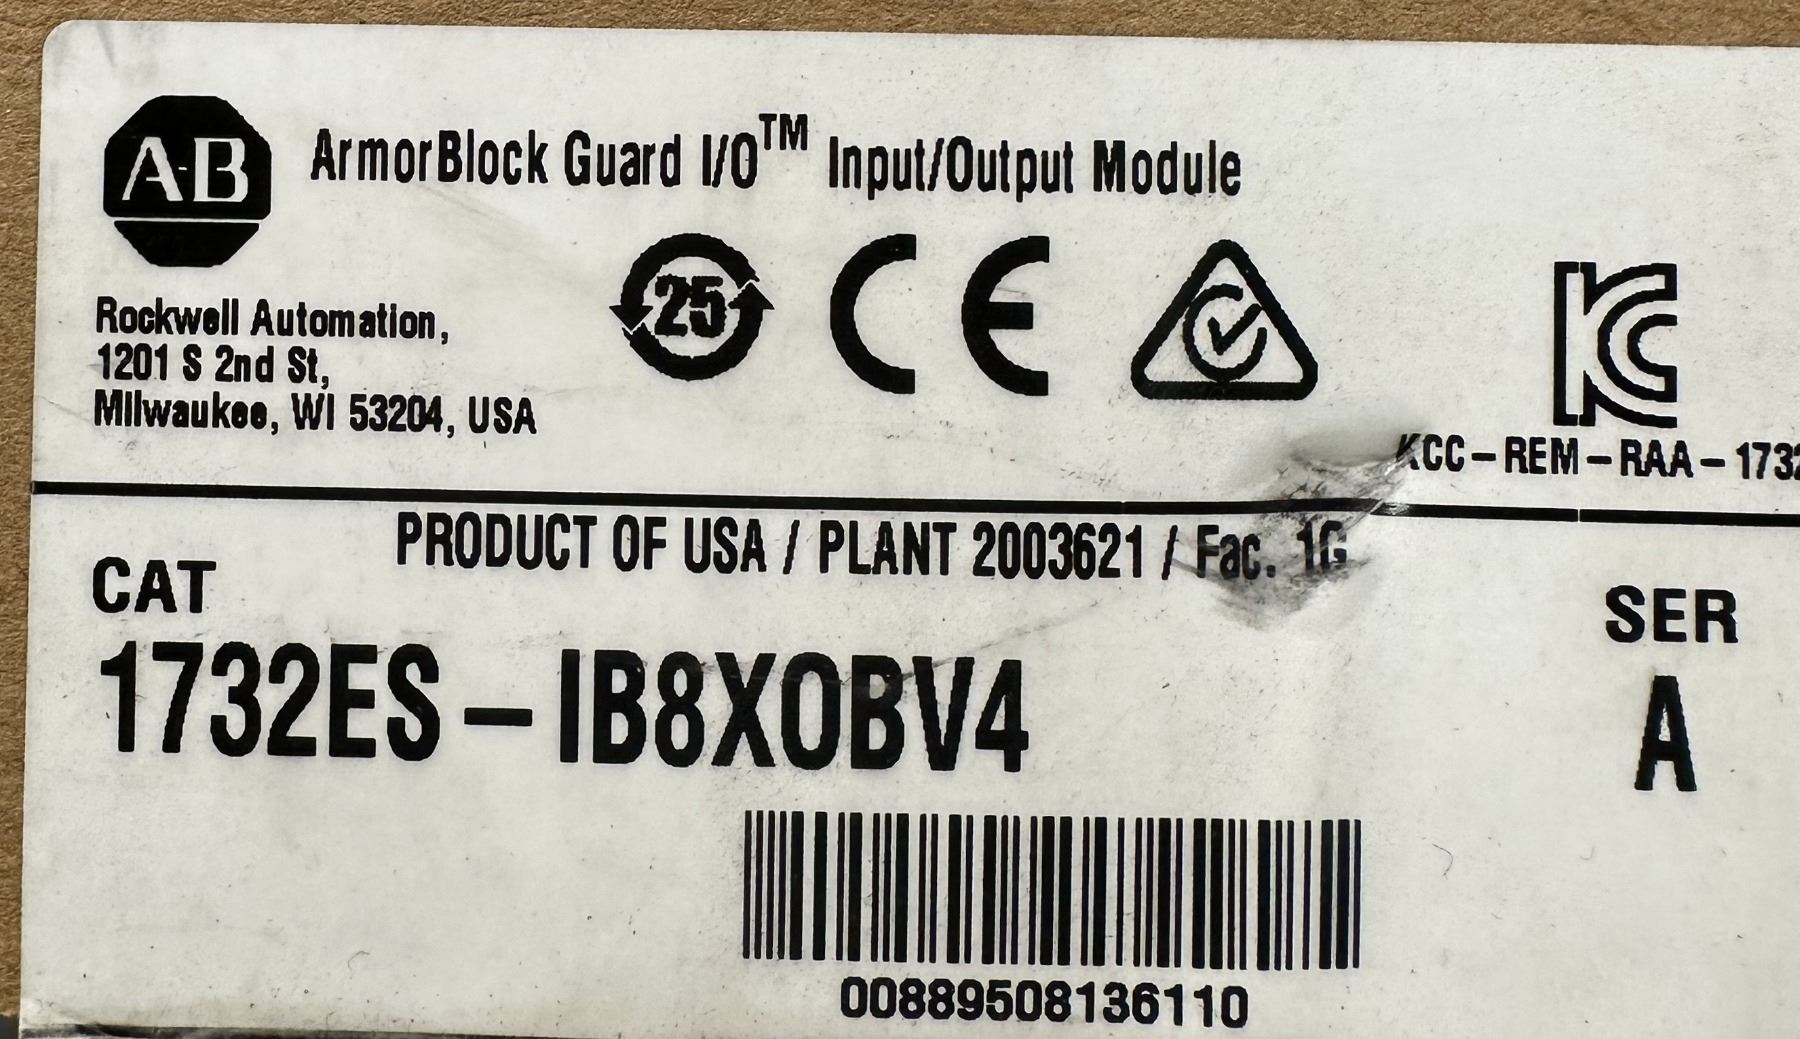 A-B
ArmorBlock Guard I/O™ Input/Output Module
25
CE
KC
Rockwell Automation,
1201 S 2nd St,
Milwaukee, WI 53204, USA
KCC-REM-RAA-1732
PRODUCT OF USA / PLANT 2003621 / Fac. 1G
CAT
SER
1732ES-IB8XOBV4
A
00889508136110